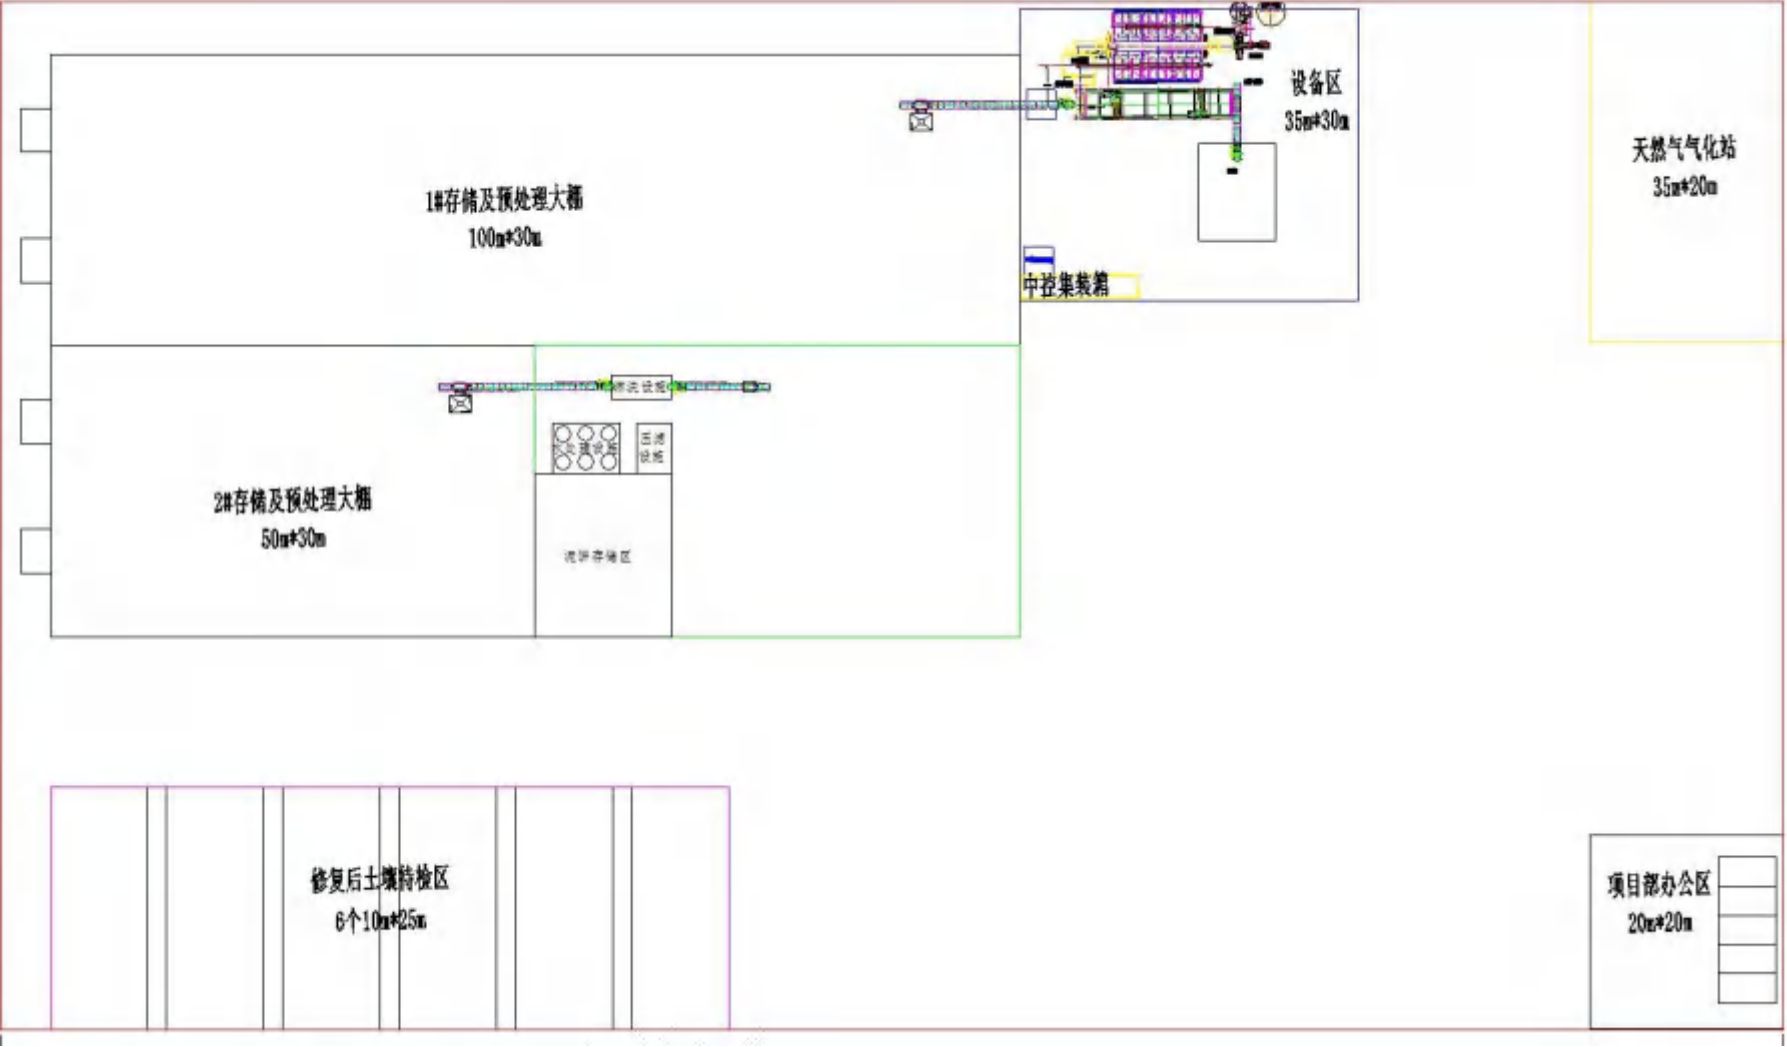 设备区
35m*30m
天然气气化站
35m*20m
1#存储及预处理大棚
100m*30m
中控集装箱
淋洗设施
压滤
设施
2#存储及预处理大棚
50m*30m
泥饼存储区
修复后土壤待检区
6个10m*25m
项目部办公区
20m*20m